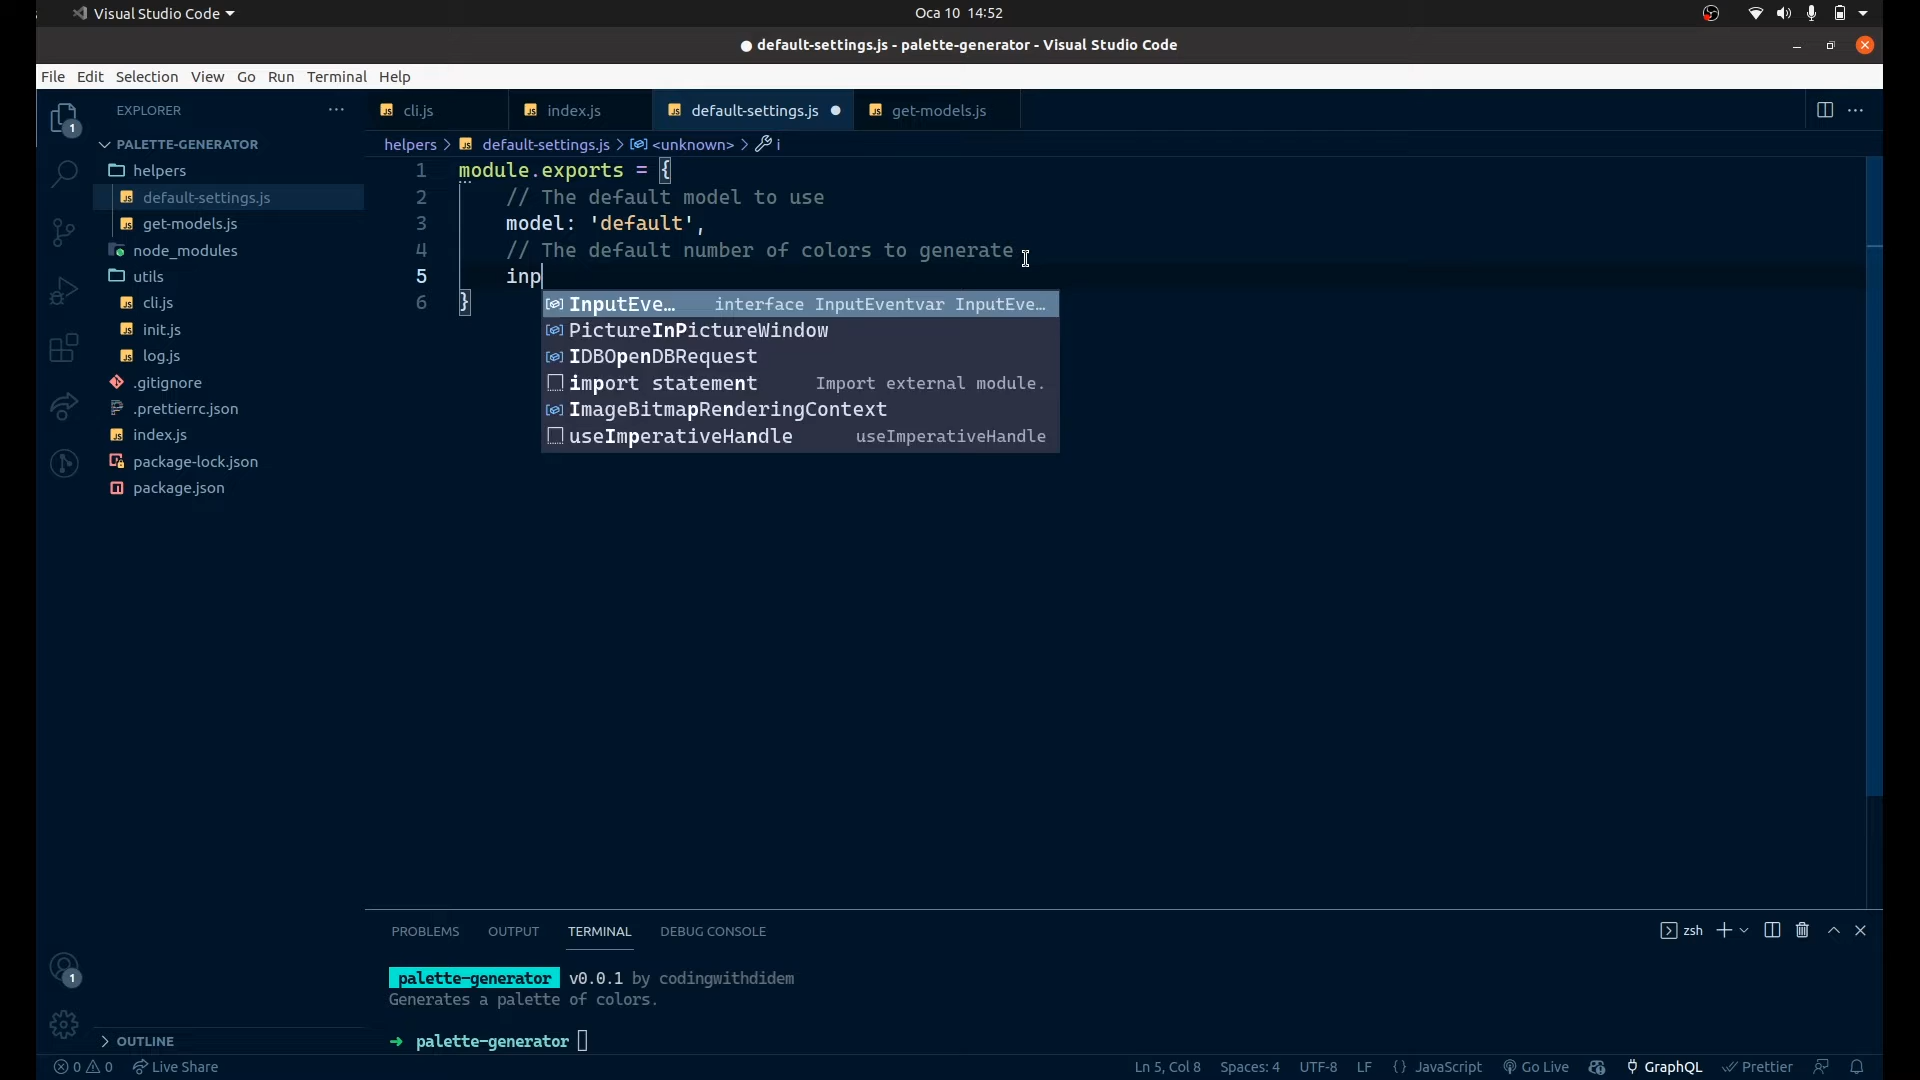 Visual Studio Code
Oca 10 14:52
● default-settings.js - palette-generator - Visual Studio Code
File Edit Selection View Go Run Terminal Help
EXPLORER
cli.js
index.js
default-settings.js
get-models.js
1
PALETTE-GENERATOR
helpers
default-settings.js
get-models.js
node_modules
utils
cli.js
init.js
log.js
.gitignore
.prettierrc.json
index.js
package-lock.json
package.json
helpers > default-settings.js > <unknown> > i
1 module.exports = {
2 // The default model to use
3 model: 'default',
4 // The default number of colors to generate
5 inp
6 }
InputEve… interface InputEventvar InputEve…
PictureInPictureWindow
IDBOpenDBRequest
import statement Import external module.
ImageBitmapRenderingContext
useImperativeHandle useImperativeHandle
PROBLEMS OUTPUT TERMINAL DEBUG CONSOLE
zsh
palette-generator v0.0.1 by codingwithdidem
Generates a palette of colors.
➜ palette-generator
1
OUTLINE
0 0 Live Share
Ln 5, Col 8 Spaces: 4 UTF-8 LF { } JavaScript Go Live GraphQL Prettier